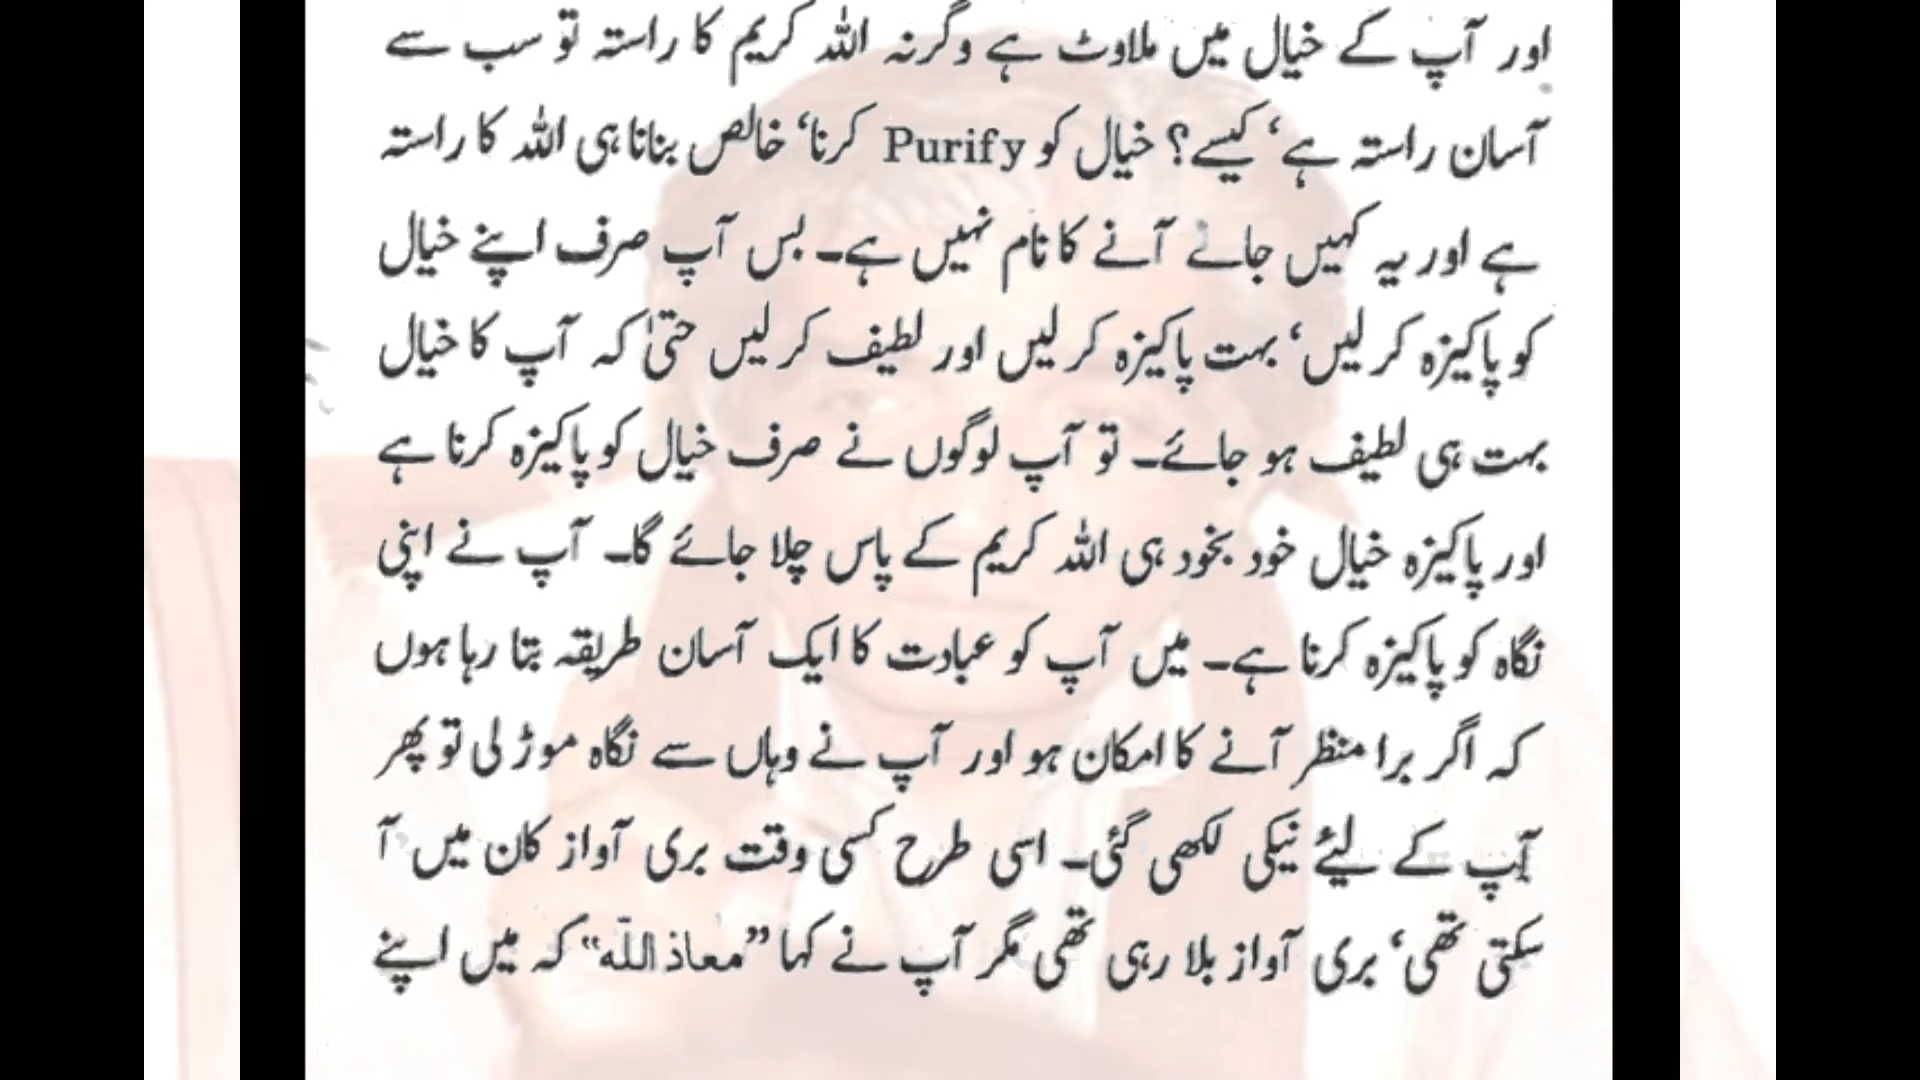 اور آپ کے خیال میں ملاوٹ ہے وگرنہ اللہ کریم کا راستہ تو سب سے
آسان راستہ ہے، کیسے؟ خیال کو Purify کرنا، خالص بنانا ہی اللہ کا راستہ
ہے اور یہ کہیں جانے آنے کا نام نہیں ہے۔ بس آپ صرف اپنے خیال
کو پاکیزہ کر لیں، بہت پاکیزہ کر لیں اور لطیف کر لیں حتیٰ کہ آپ کا خیال
بہت ہی لطیف ہو جائے۔ تو آپ لوگوں نے صرف خیال کو پاکیزہ کرنا ہے
اور پاکیزہ خیال خود بخود ہی اللہ کریم کے پاس چلا جائے گا۔ آپ نے اپنی
نگاہ کو پاکیزہ کرنا ہے۔ میں آپ کو عبادت کا ایک آسان طریقہ بتا رہا ہوں
کہ اگر برا منظر آنے کا امکان ہو اور آپ نے وہاں سے نگاہ موڑ لی تو پھر
آپ کے لیئے نیکی لکھی گئی۔ اسی طرح کسی وقت بری آواز کان میں آ
سکتی تھی، بری آواز بلا رہی تھی مگر آپ نے کہا ”معاذ اللّٰہ“ کہ میں اپنے